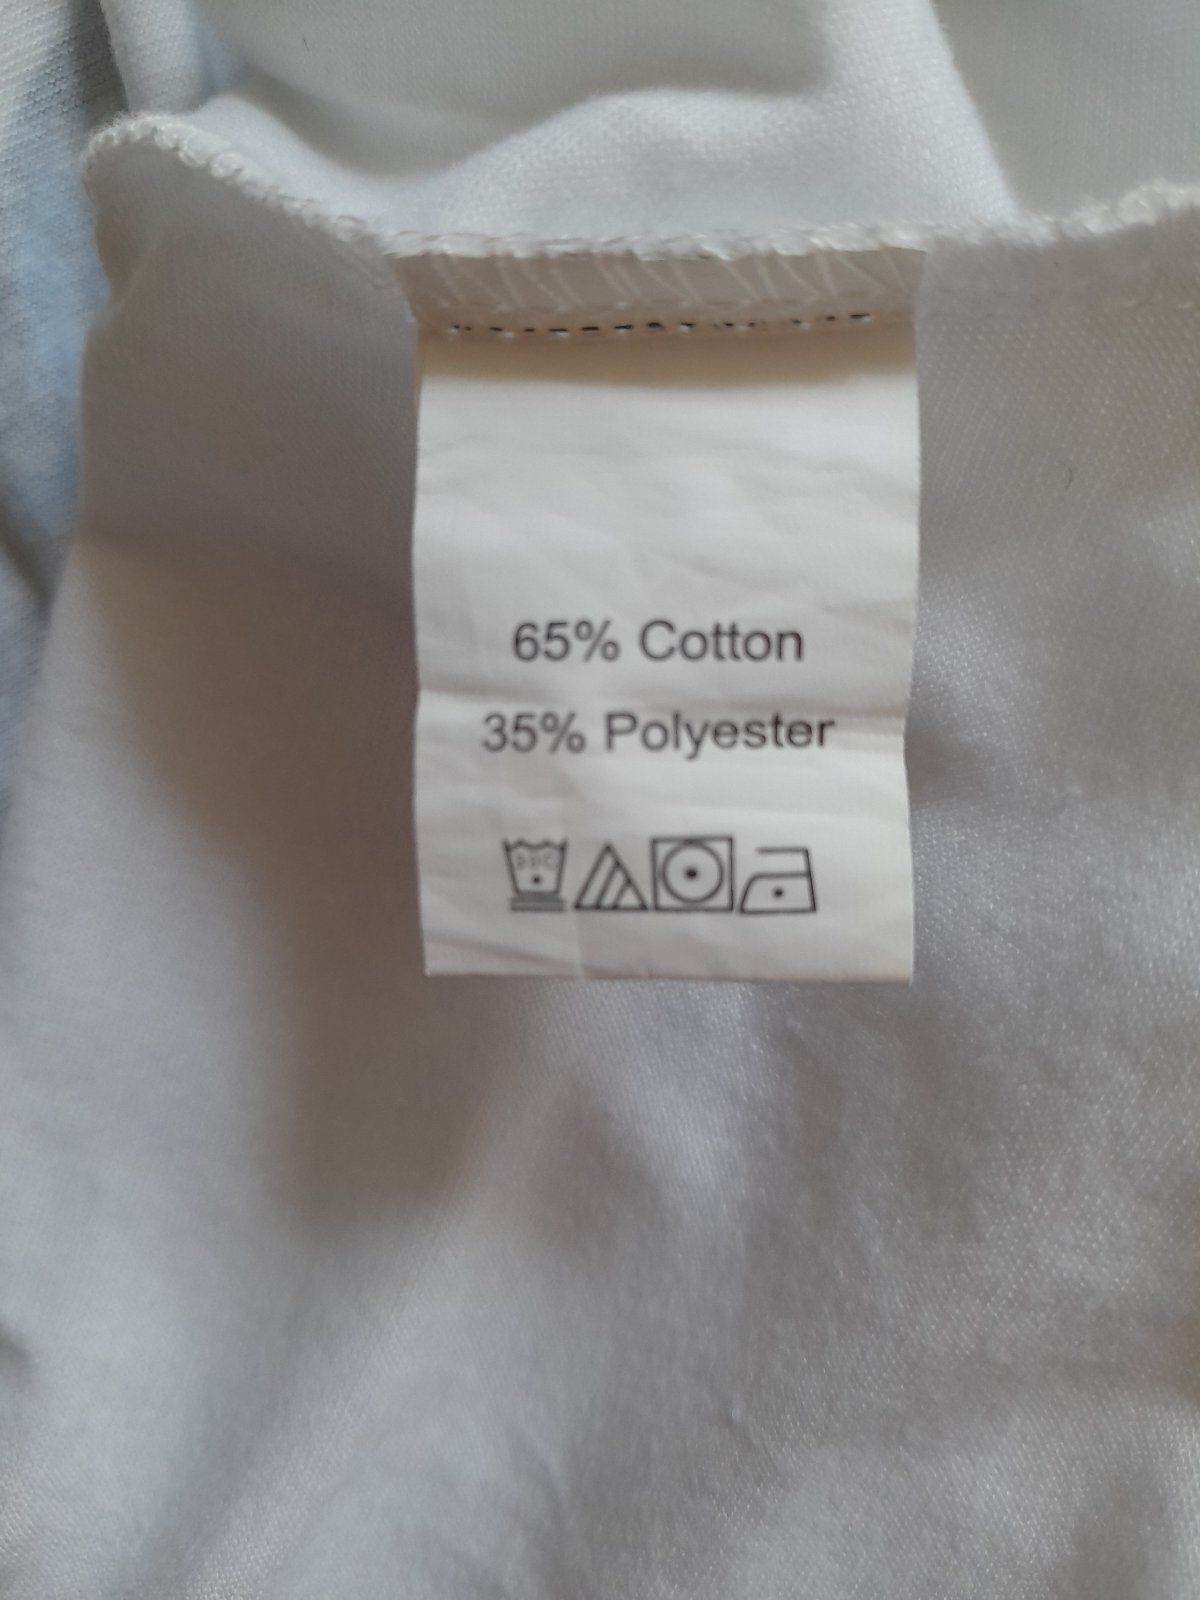 65% Cotton
35% Polyester